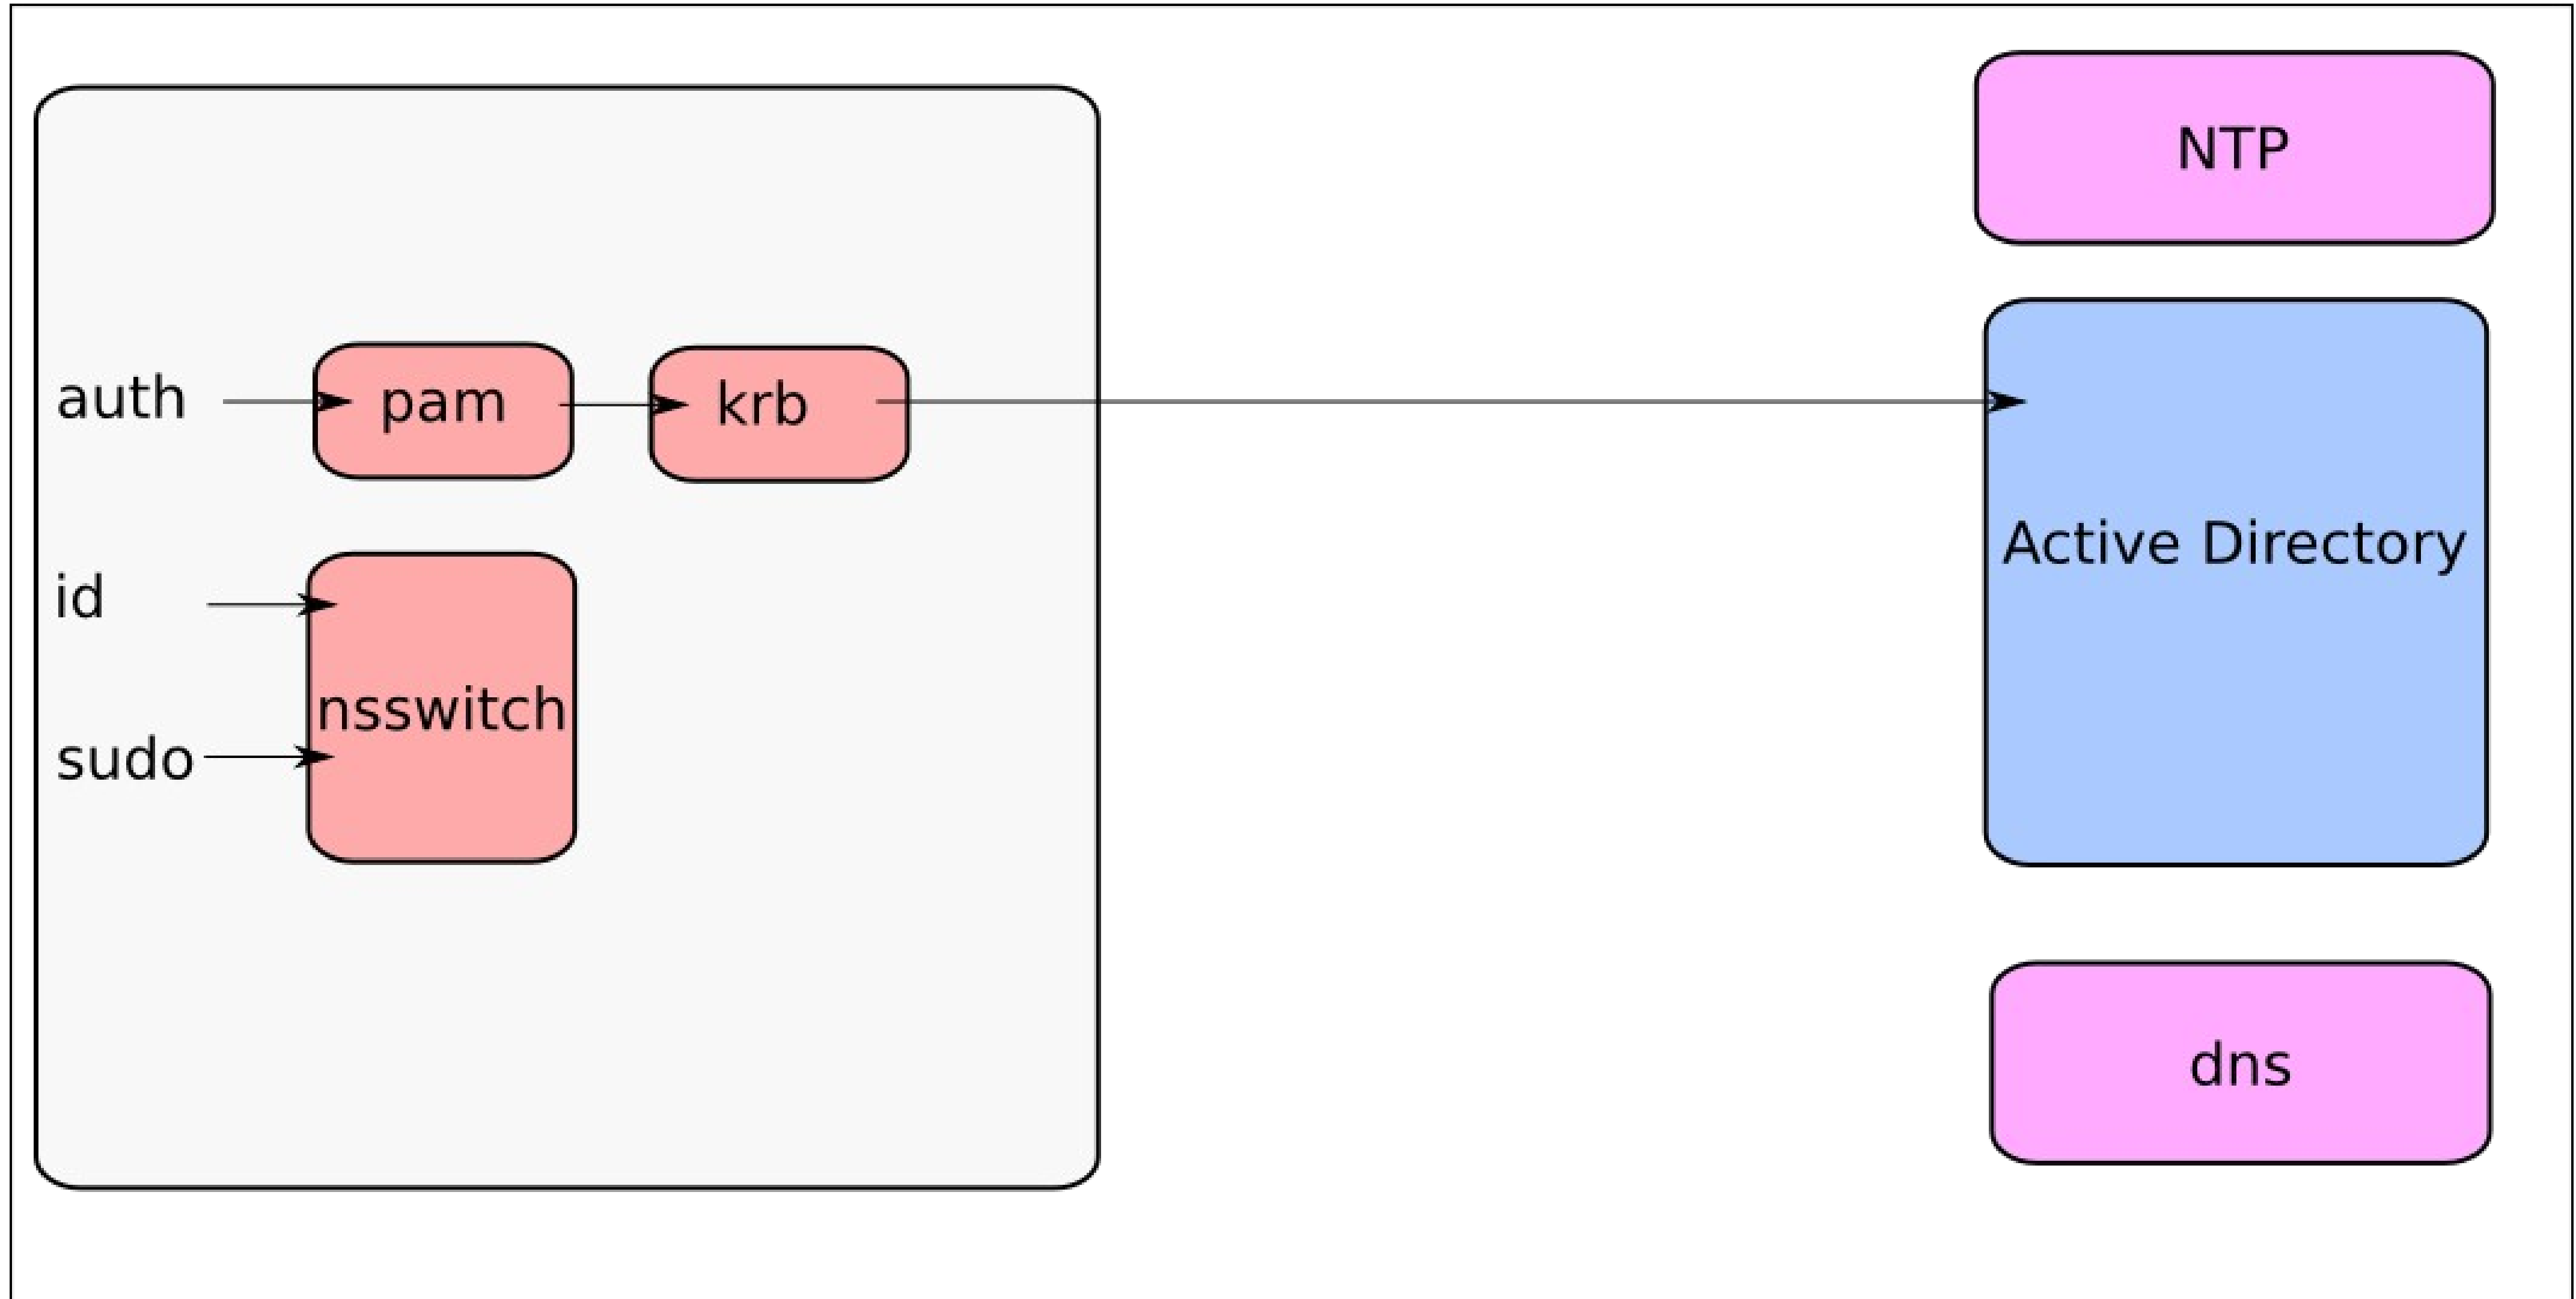 NTP
auth
pam
krb
Active Directory
id
nsswitch
sudo
dns